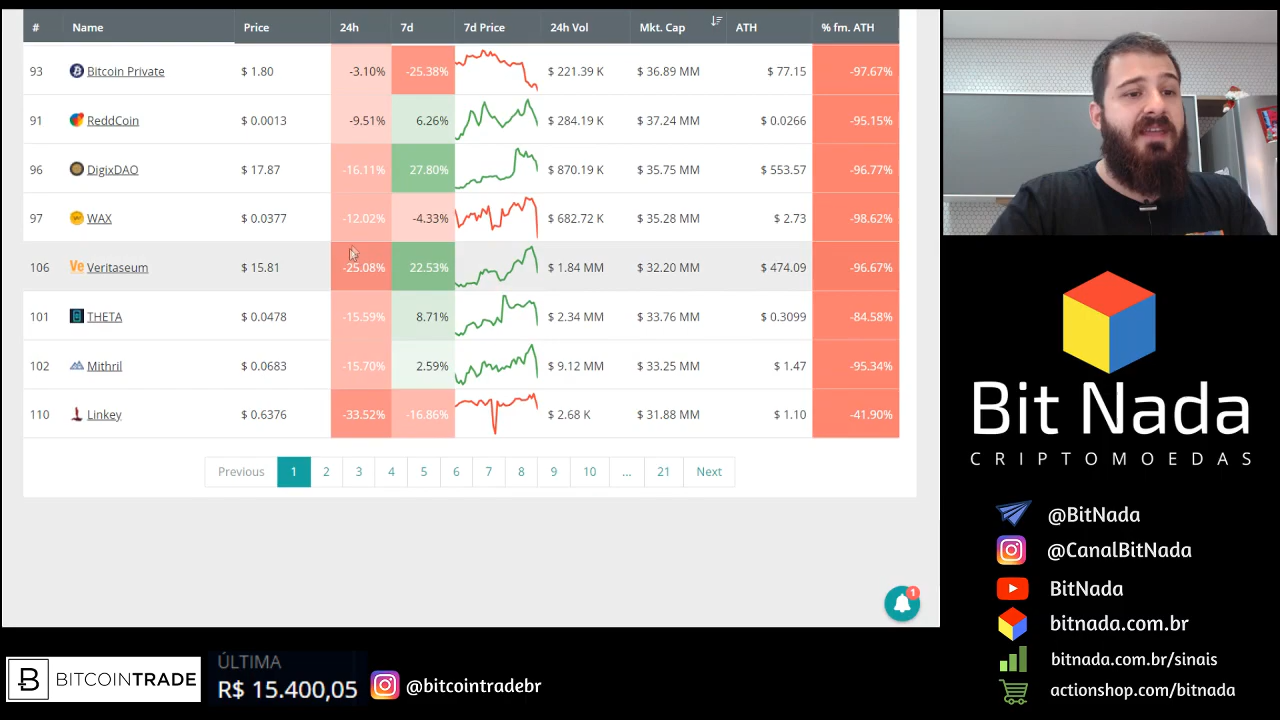 # Name Price 24h 7d 7d Price 24h Vol Mkt. Cap ATH % fm. ATH
93 Bitcoin Private $ 1.80 -3.10% -25.38% $ 221.39 K $ 36.89 MM $ 77.15 -97.67%
91 ReddCoin $ 0.0013 -9.51% 6.26% $ 284.19 K $ 37.24 MM $ 0.0266 -95.15%
96 DigixDAO $ 17.87 -16.11% 27.80% $ 870.19 K $ 35.75 MM $ 553.57 -96.77%
97 WAX $ 0.0377 -12.02% -4.33% $ 682.72 K $ 35.28 MM $ 2.73 -98.62%
106 Ve Veritaseum $ 15.81 -25.08% 22.53% $ 1.84 MM $ 32.20 MM $ 474.09 -96.67%
101 THETA $ 0.0478 -15.59% 8.71% $ 2.34 MM $ 33.76 MM $ 0.3099 -84.58%
102 Mithril $ 0.0683 -15.70% 2.59% $ 9.12 MM $ 33.25 MM $ 1.47 -95.34%
110 Linkey $ 0.6376 -33.52% -16.86% $ 2.68 K $ 31.88 MM $ 1.10 -41.90%
Previous 1 2 3 4 5 6 7 8 9 10 ... 21 Next
1
Bit Nada
CRIPTOMOEDAS
@BitNada
@CanalBitNada
BitNada
bitnada.com.br
bitnada.com.br/sinais
actionshop.com/bitnada
B BITCOINTRADE
ÚLTIMA
R$ 15.400,05
@bitcointradebr